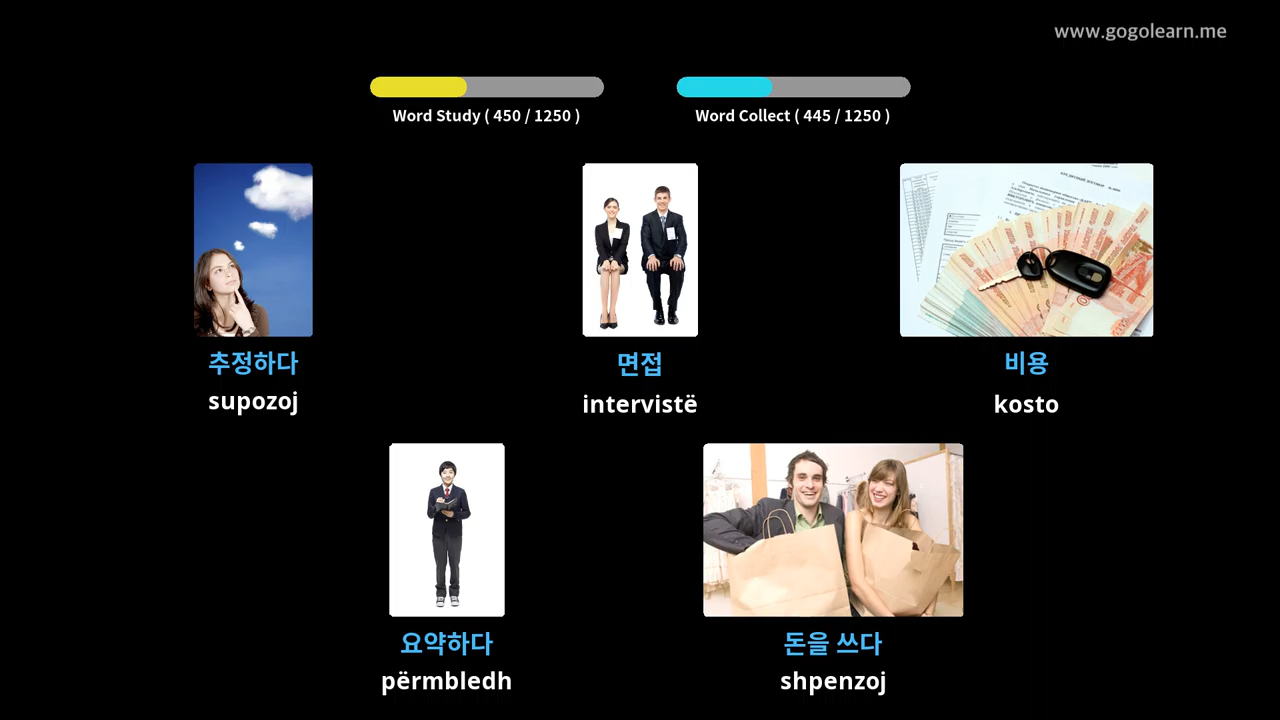 www.gogolearn.me
Word Study ( 450 / 1250 )
Word Collect ( 445 / 1250 )
추정하다
supozoj
면접
intervistë
비용
kosto
요약하다
përmbledh
돈을 쓰다
shpenzoj